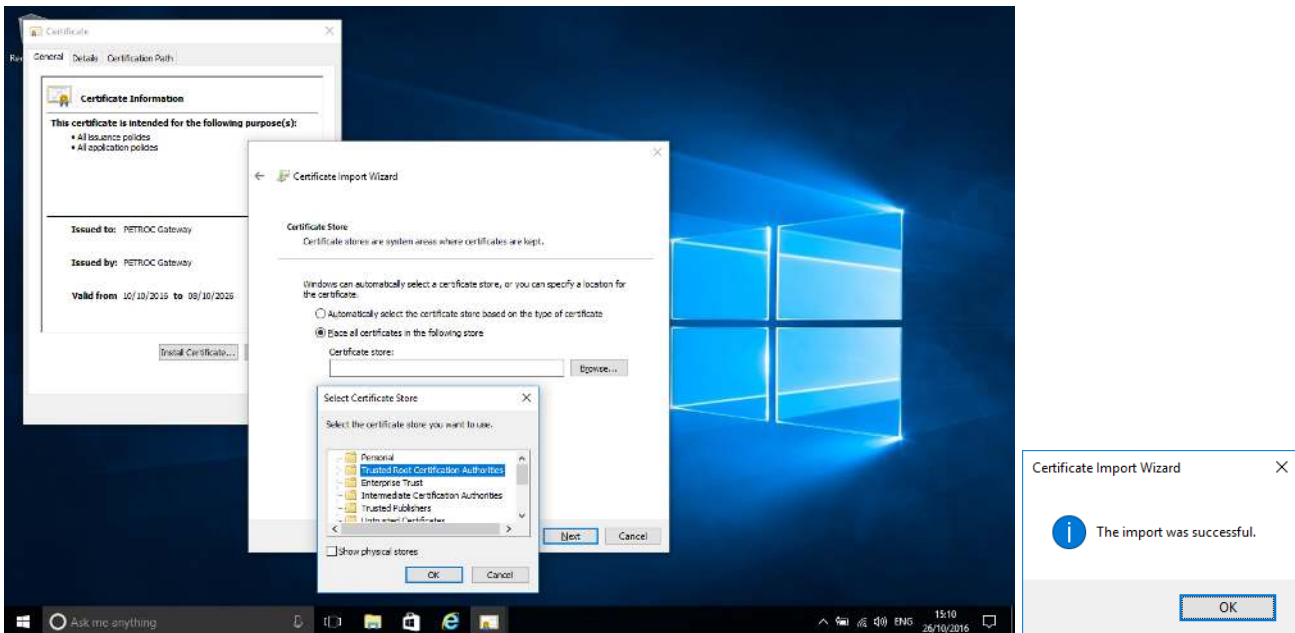 Certificate
General Details Certification Path
Certificate Information
This certificate is intended for the following purpose(s):
• All issuance policies
• All application policies
Issued to: PETROC Gateway
Issued by: PETROC Gateway
Valid from 10/10/2016 to 08/10/2026
Install Certificate...
Certificate Import Wizard
Certificate Store
Certificate stores are system areas where certificates are kept.
Windows can automatically select a certificate store, or you can specify a location for
the certificate.
Automatically select the certificate store based on the type of certificate
Place all certificates in the following store
Certificate store:
Browse...
Select Certificate Store
Select the certificate store you want to use.
Personal
Trusted Root Certification Authorities
Enterprise Trust
Intermediate Certification Authorities
Trusted Publishers
Untrusted Certificates
Show physical stores
OK Cancel
Next Cancel
Ask me anything
ENG
15:10
26/10/2016
Certificate Import Wizard
The import was successful.
OK